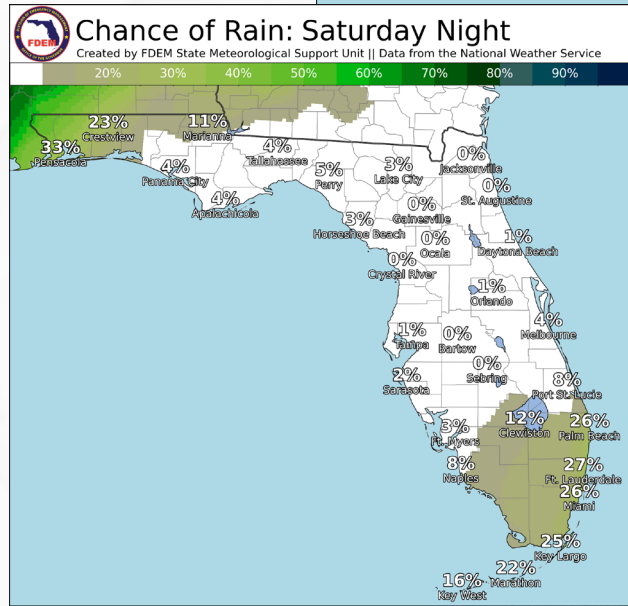 Chance of Rain: Saturday Night
FDEM
Created by FDEM State Meteorological Support Unit || Data from the National Weather Service
20% 30% 40% 50% 60% 70% 80% 90%
23%
Crestview
11%
Marianna
33%
Pensacola
4%
Tallahassee
0%
Jacksonville
4%
Panama City
5%
Perry
3%
Lake City
4%
Apalachicola
0%
St. Augustine
0%
Gainesville
3%
Horseshoe Beach
0%
Ocala
1%
Daytona Beach
0%
Crystal River
1%
Orlando
4%
Melbourne
1%
Tampa
0%
Bartow
0%
Sebring
2%
Sarasota
8%
Port St. Lucie
12%
Clewiston
26%
Palm Beach
3%
Ft. Myers
8%
Naples
27%
Ft. Lauderdale
26%
Miami
25%
Key Largo
22%
Marathon
16%
Key West